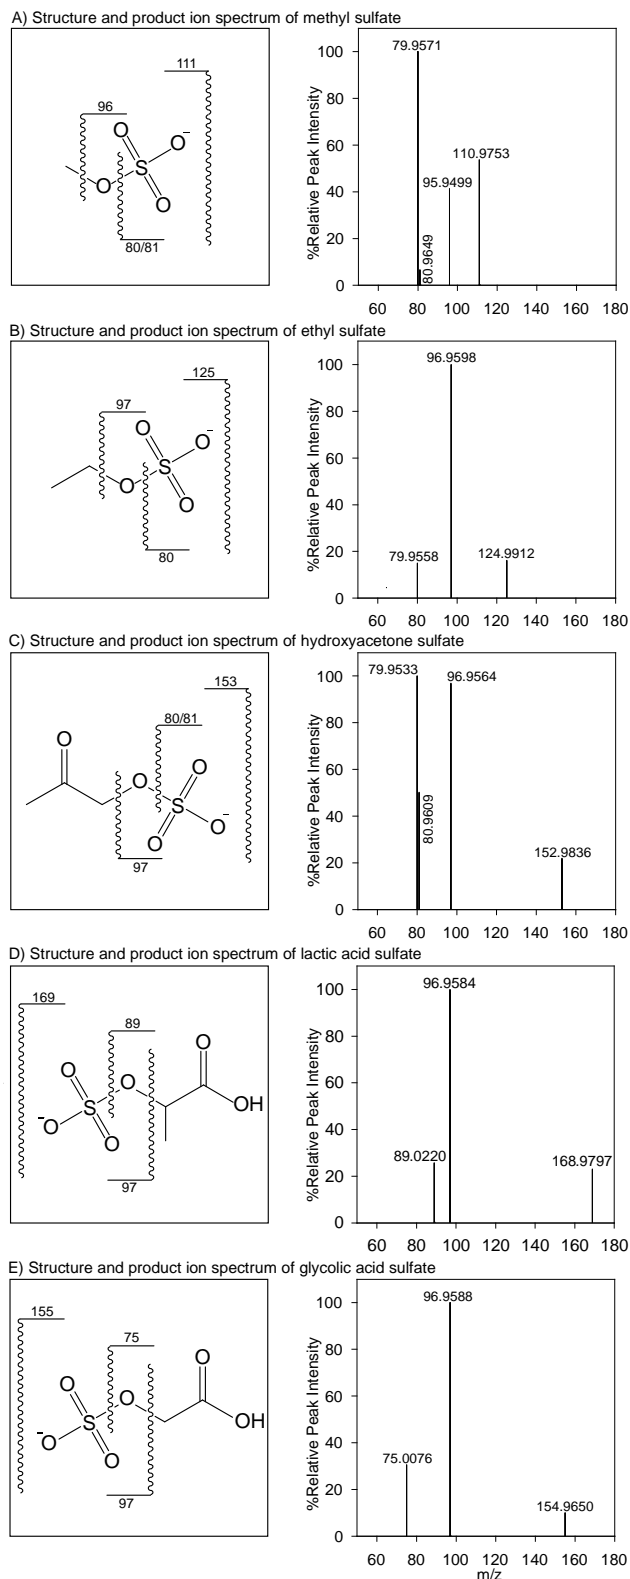 A) Structure and product ion spectrum of methyl sulfate
111
96
O
O
−
S
O
O
80/81
%Relative Peak Intensity
100
80
60
40
20
0
79.9571
110.9753
95.9499
80.9649
60 80 100 120 140 160 180
B) Structure and product ion spectrum of ethyl sulfate
125
97
O
O
−
S
O
O
80
%Relative Peak Intensity
100
80
60
40
20
0
96.9598
79.9558
124.9912
60 80 100 120 140 160 180
C) Structure and product ion spectrum of hydroxyacetone sulfate
153
80/81
O
O
O
S
O
−
O
97
%Relative Peak Intensity
100
80
60
40
20
0
79.9533
96.9564
80.9609
152.9836
60 80 100 120 140 160 180
D) Structure and product ion spectrum of lactic acid sulfate
169
89
O
O
O
S
OH
−
O
O
97
%Relative Peak Intensity
100
80
60
40
20
0
96.9584
89.0220
168.9797
60 80 100 120 140 160 180
E) Structure and product ion spectrum of glycolic acid sulfate
155
75
O
O
O
S
OH
−
O
O
97
%Relative Peak Intensity
100
80
60
40
20
0
96.9588
75.0076
154.9650
60 80 100 120 140 160 180
m/z